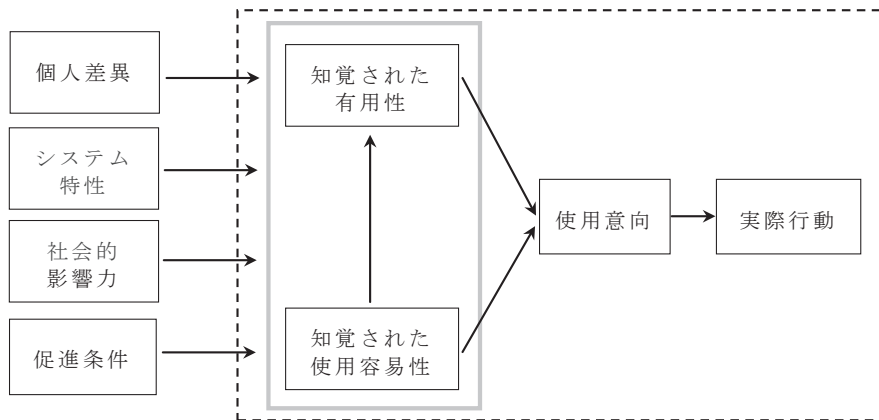 個人差異
システム
特性
社会的
影響力
促進条件
知覚された
有用性
知覚された
使用容易性
使用意向
実際行動